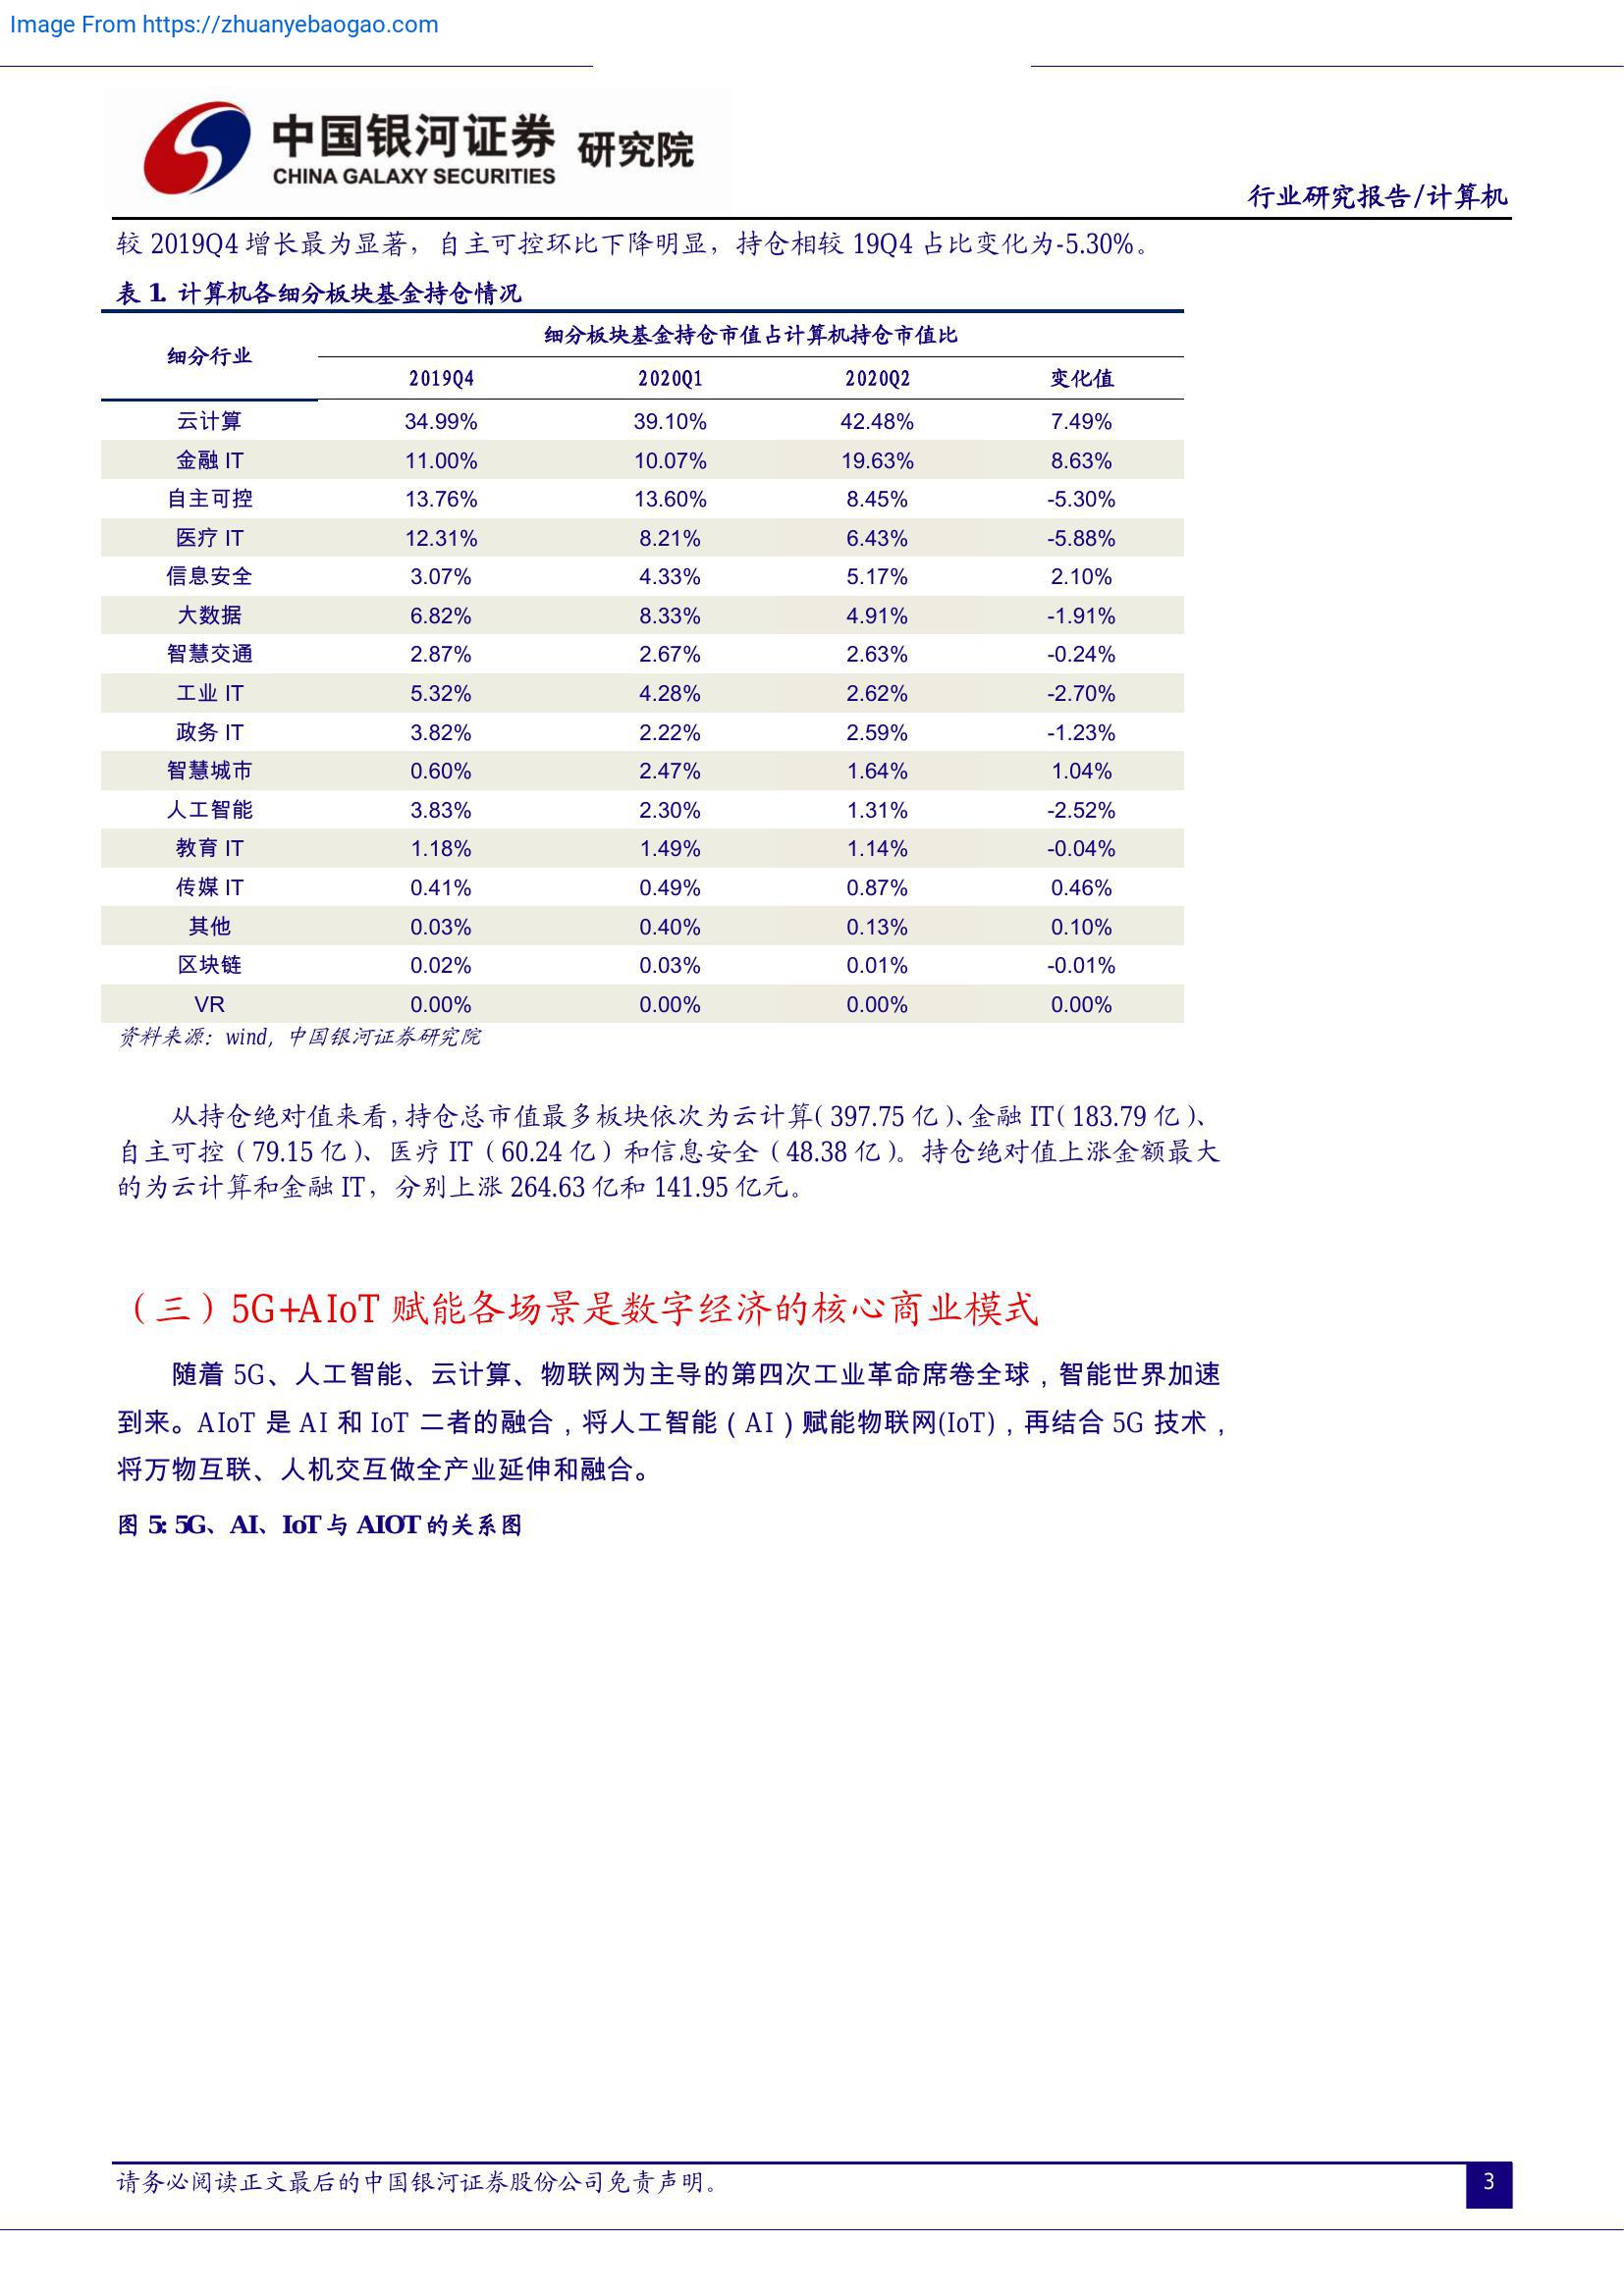 Image From https://zhuanyebaogao.com
中国银河证券 研究院
CHINA GALAXY SECURITIES
行业研究报告/计算机
较 2019Q4 增长最为显著，自主可控环比下降明显，持仓相较 19Q4 占比变化为-5.30%。
表 1. 计算机各细分板块基金持仓情况
细分行业 细分板块基金持仓市值占计算机持仓市值比
2019Q4 2020Q1 2020Q2 变化值
云计算 34.99% 39.10% 42.48% 7.49%
金融 IT 11.00% 10.07% 19.63% 8.63%
自主可控 13.76% 13.60% 8.45% -5.30%
医疗 IT 12.31% 8.21% 6.43% -5.88%
信息安全 3.07% 4.33% 5.17% 2.10%
大数据 6.82% 8.33% 4.91% -1.91%
智慧交通 2.87% 2.67% 2.63% -0.24%
工业 IT 5.32% 4.28% 2.62% -2.70%
政务 IT 3.82% 2.22% 2.59% -1.23%
智慧城市 0.60% 2.47% 1.64% 1.04%
人工智能 3.83% 2.30% 1.31% -2.52%
教育 IT 1.18% 1.49% 1.14% -0.04%
传媒 IT 0.41% 0.49% 0.87% 0.46%
其他 0.03% 0.40% 0.13% 0.10%
区块链 0.02% 0.03% 0.01% -0.01%
VR 0.00% 0.00% 0.00% 0.00%
资料来源：wind，中国银河证券研究院
从持仓绝对值来看，持仓总市值最多板块依次为云计算（397.75 亿）、金融 IT（183.79 亿）、
自主可控（79.15 亿）、医疗 IT（60.24 亿）和信息安全（48.38 亿）。持仓绝对值上涨金额最大
的为云计算和金融 IT，分别上涨 264.63 亿和 141.95 亿元。
（三）5G+AIoT 赋能各场景是数字经济的核心商业模式
随着 5G、人工智能、云计算、物联网为主导的第四次工业革命席卷全球，智能世界加速
到来。AIoT 是 AI 和 IoT 二者的融合，将人工智能（AI）赋能物联网(IoT)，再结合 5G 技术，
将万物互联、人机交互做全产业延伸和融合。
图 5: 5G、AI、IoT 与 AIOT 的关系图
请务必阅读正文最后的中国银河证券股份公司免责声明。
3